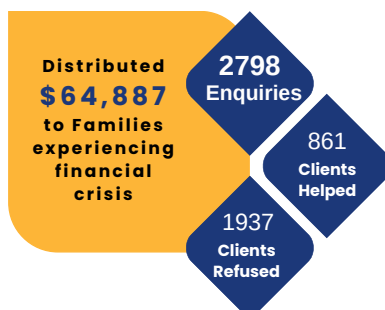 Distributed
$64,887
to Families
experiencing
financial
crisis
2798
Enquiries
861
Clients
Helped
1937
Clients
Refused